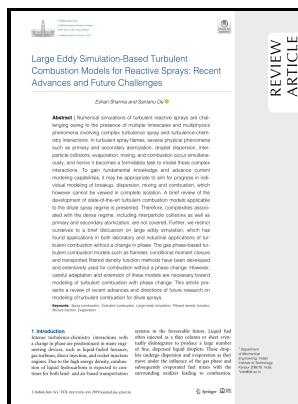 REVIEW
ARTICLE
Large Eddy Simulation-Based Turbulent
Combustion Models for Reactive Sprays: Recent
Advances and Future Challenges
Eshan Sharma and Santanu De
Abstract | Numerical simulations of turbulent reactive sprays are chal-
lenging owing to the presence of multiple timescales and multiphysics
phenomena involving complex turbulence spray and turbulence-chem-
istry interactions. In turbulent spray flames, several physical phenomena
such as primary and secondary atomization, droplet dispersion, inter-
particle collisions, evaporation, mixing, and combustion occur simultane-
ously, and hence it becomes a formidable task to model these complex
interactions. To gain fundamental knowledge and advance current
modeling capabilities, it may be appropriate to aim for progress in indi-
vidual modeling of breakup, dispersion, mixing and combustion, which
however cannot be viewed in complete isolation. A brief review of the
development of state-of-the-art turbulent combustion models applicable
to the dilute spray regime is presented. Therefore, complexities associ-
ated with the dense regime, including interparticle collisions as well as
primary and secondary atomization, are not covered. Further, we restrict
ourselves to a brief discussion on large eddy simulation, which has
found applications in both laboratory and industrial applications of tur-
bulent combustion without a change in phase. The gas phase-based tur-
bulent combustion models such as flamelet, conditional moment closure
and transported filtered density function methods have been developed
and extensively used for combustion without a phase change. However,
careful adaptation and extension of these models are necessary toward
modeling of turbulent combustion with phase change. This article pre-
sents a review of recent advances and directions of future research on
modeling of turbulent combustion for dilute sprays.
Keywords: Spray combustion, Turbulent combustion, Large eddy simulation, Filtered density function,
Mixture fraction, Evaporation
1 Introduction
Intense turbulence-chemistry interactions with
a change in phase are predominant in many engi-
neering devices, such as liquid-fueled furnaces,
gas turbines, direct injection, and rocket injection
engines. Due to the high energy density, combus-
tion of liquid hydrocarbon is expected to con-
tinue for both land- and air-based transportation
systems in the foreseeable future. Liquid fuel
often injected as a thin column or sheet even-
tually disintegrates to produce a large number
of fine, dispersed liquid droplets. These drop-
lets undergo dispersion and evaporation as they
move under the influence of the gas phase and
subsequently evaporated fuel mixes with the
surrounding oxidizer leading to combustion.
Springer